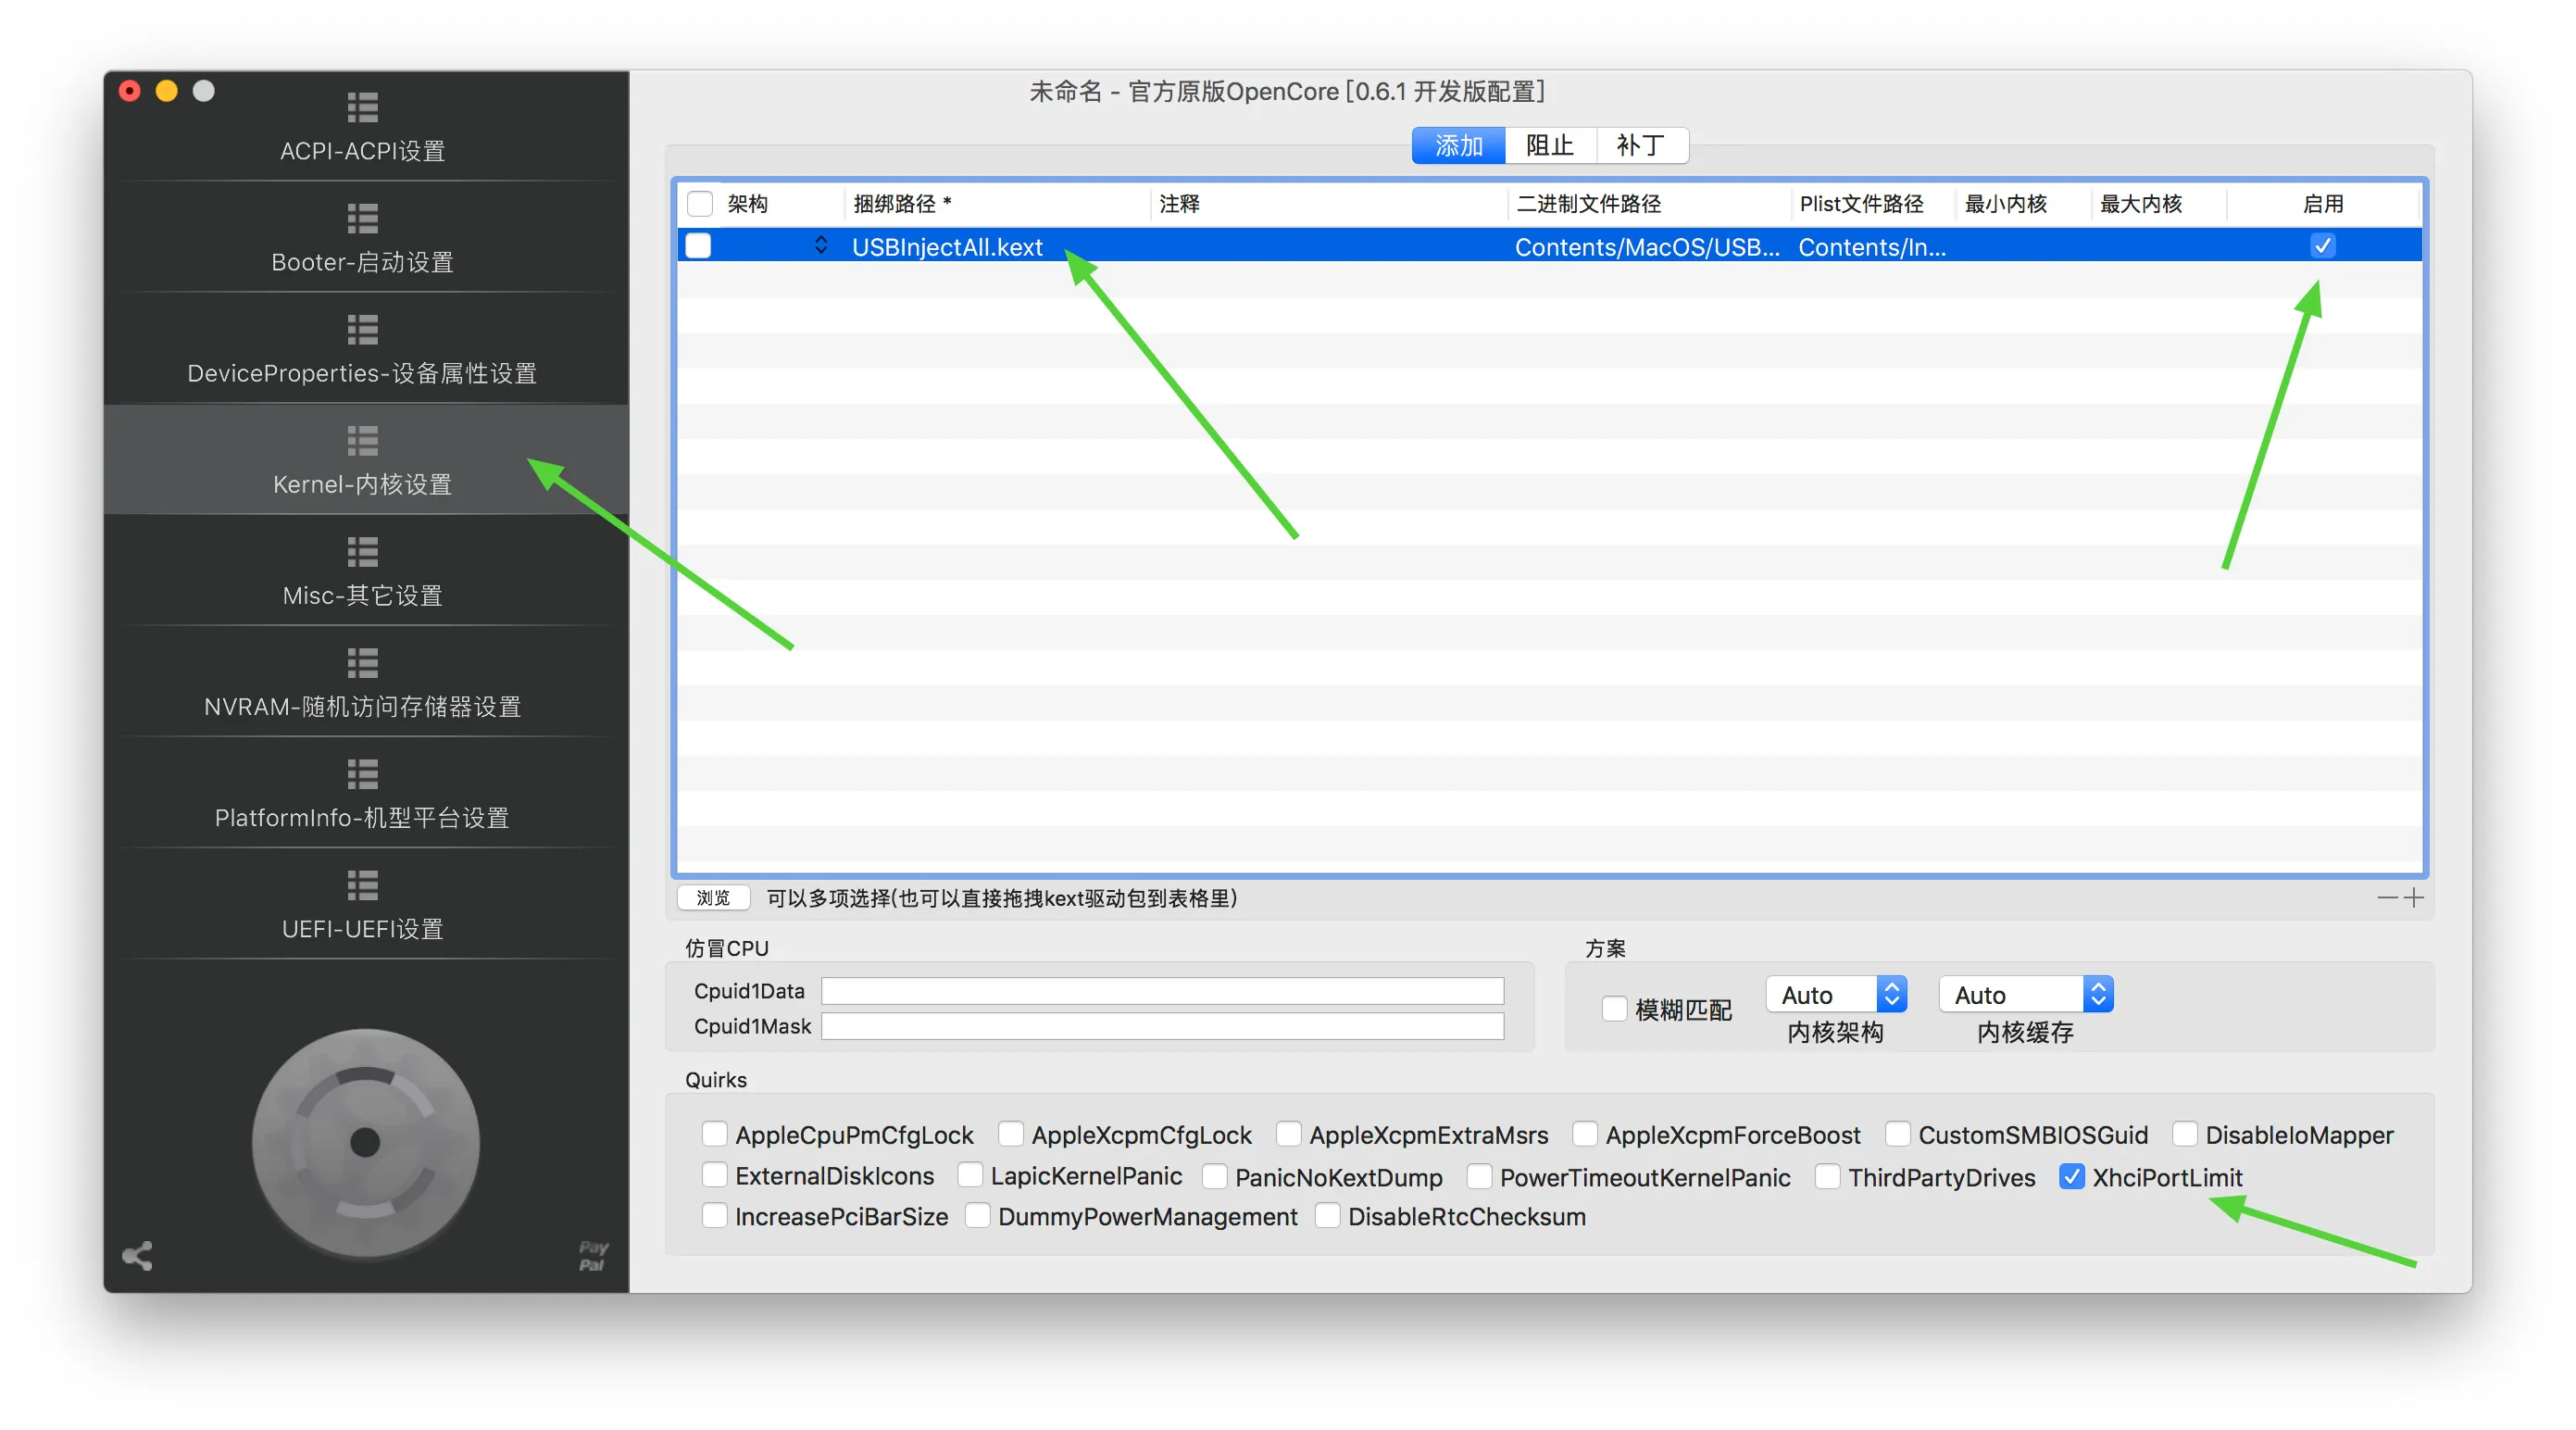 未命名 - 官方原版OpenCore [0.6.1 开发版配置]
ACPI-ACPI设置
Booter-启动设置
DeviceProperties-设备属性设置
Kernel-内核设置
Misc-其它设置
NVRAM-随机访问存储器设置
PlatformInfo-机型平台设置
UEFI-UEFI设置
Pay
Pal
添加 阻止 补丁
架构 捆绑路径 * 注释 二进制文件路径 Plist文件路径 最小内核 最大内核 启用
USBInjectAll.kext Contents/MacOS/USB... Contents/In...
浏览 可以多项选择(也可以直接拖拽kext驱动包到表格里)
仿冒CPU
Cpuid1Data
Cpuid1Mask
方案
模糊匹配 Auto Auto
内核架构 内核缓存
Quirks
AppleCpuPmCfgLock AppleXcpmCfgLock AppleXcpmExtraMsrs AppleXcpmForceBoost CustomSMBIOSGuid DisableIoMapper
ExternalDiskIcons LapicKernelPanic PanicNoKextDump PowerTimeoutKernelPanic ThirdPartyDrives XhciPortLimit
IncreasePciBarSize DummyPowerManagement DisableRtcChecksum